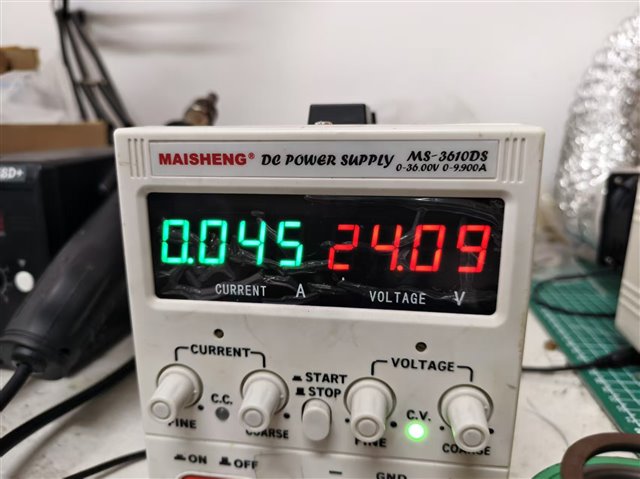 MAISHENG® DC POWER SUPPLY MS-3610DS
0-36.00V 0-9.900A
8D+
0.045 24.09
CURRENT A VOLTAGE V
CURRENT VOLTAGE
START
STOP
C.C. C.V.
FINE COARSE FINE COARSE
ON OFF
GND